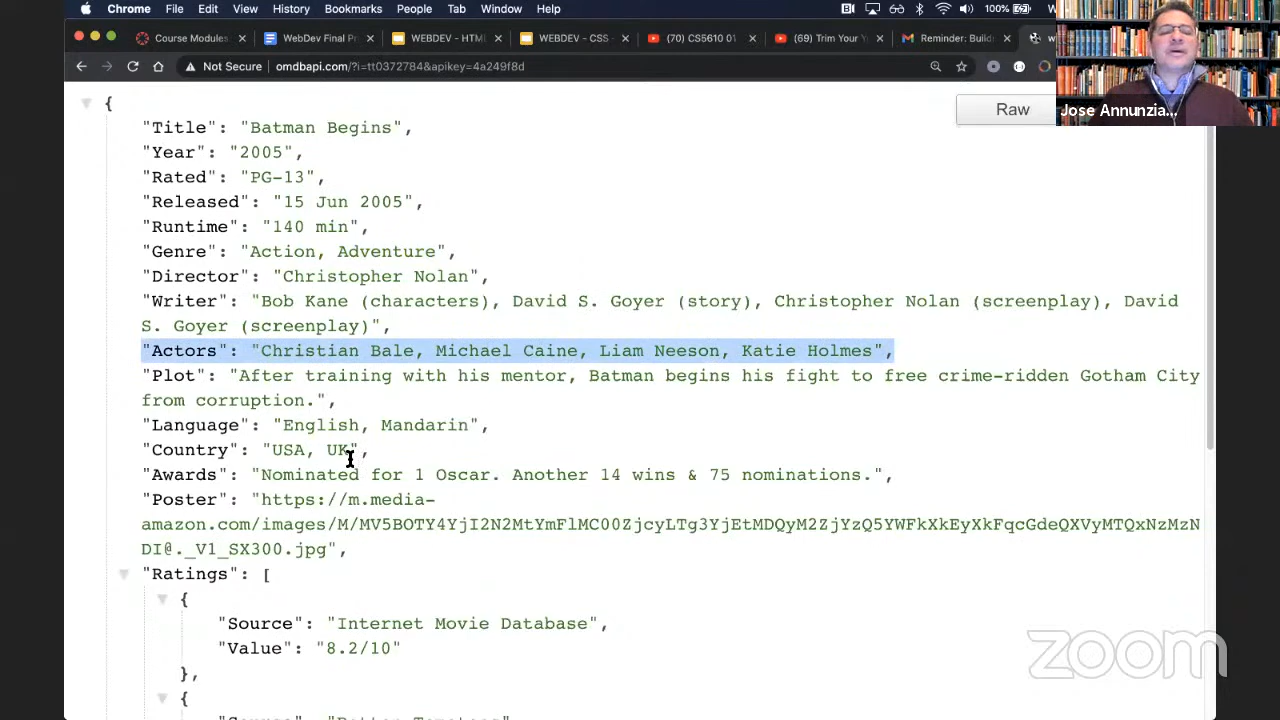 Chrome File Edit View History Bookmarks People Tab Window Help 100%
Course Modules: WebDev Final P WEBDEV - HTM WEBDEV - CSS - (70) CS5610 01 (69) Trim Your Y Reminder: Buildi
Not Secure omdbapi.com/?i=tt0372784&apikey=4a249f8d
Jose Annunzia...
Raw
{
"Title": "Batman Begins",
"Year": "2005",
"Rated": "PG-13",
"Released": "15 Jun 2005",
"Runtime": "140 min",
"Genre": "Action, Adventure",
"Director": "Christopher Nolan",
"Writer": "Bob Kane (characters), David S. Goyer (story), Christopher Nolan (screenplay), David
S. Goyer (screenplay)",
"Actors": "Christian Bale, Michael Caine, Liam Neeson, Katie Holmes",
"Plot": "After training with his mentor, Batman begins his fight to free crime-ridden Gotham City
from corruption.",
"Language": "English, Mandarin",
"Country": "USA, UK",
"Awards": "Nominated for 1 Oscar. Another 14 wins & 75 nominations.",
"Poster": "https://m.media-
amazon.com/images/M/MV5BOTY4YjI2N2MtYmFlMC00ZjcyLTg3YjEtMDQyM2ZjYzQ5YWFkXkEyXkFqcGdeQXVyMTQxNzMzN
DI@._V1_SX300.jpg",
"Ratings": [
{
"Source": "Internet Movie Database",
"Value": "8.2/10"
},
{
zoom